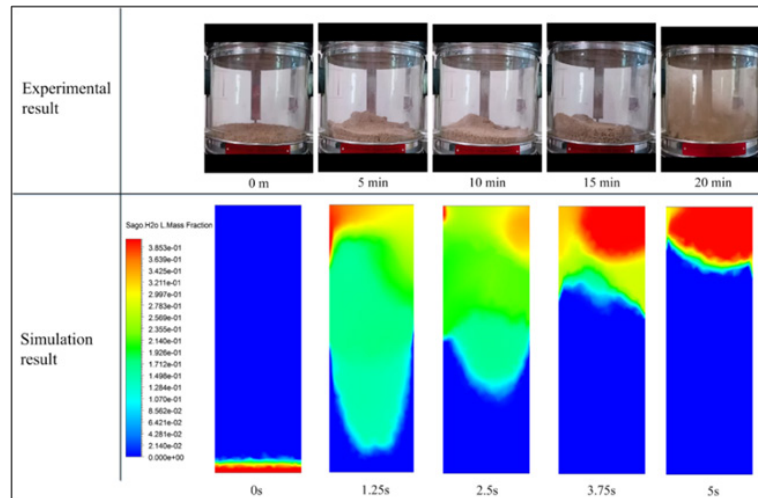 Experimental
result
0 m
5 min
10 min
15 min
20 min
Simulation
result
Sago.H2o L.Mass Fraction
3.853e-01
3.639e-01
3.425e-01
3.211e-01
2.997e-01
2.783e-01
2.569e-01
2.355e-01
2.140e-01
1.926e-01
1.712e-01
1.498e-01
1.284e-01
1.070e-01
8.562e-02
6.421e-02
4.281e-02
2.140e-02
0.000e+00
0s
1.25s
2.5s
3.75s
5s